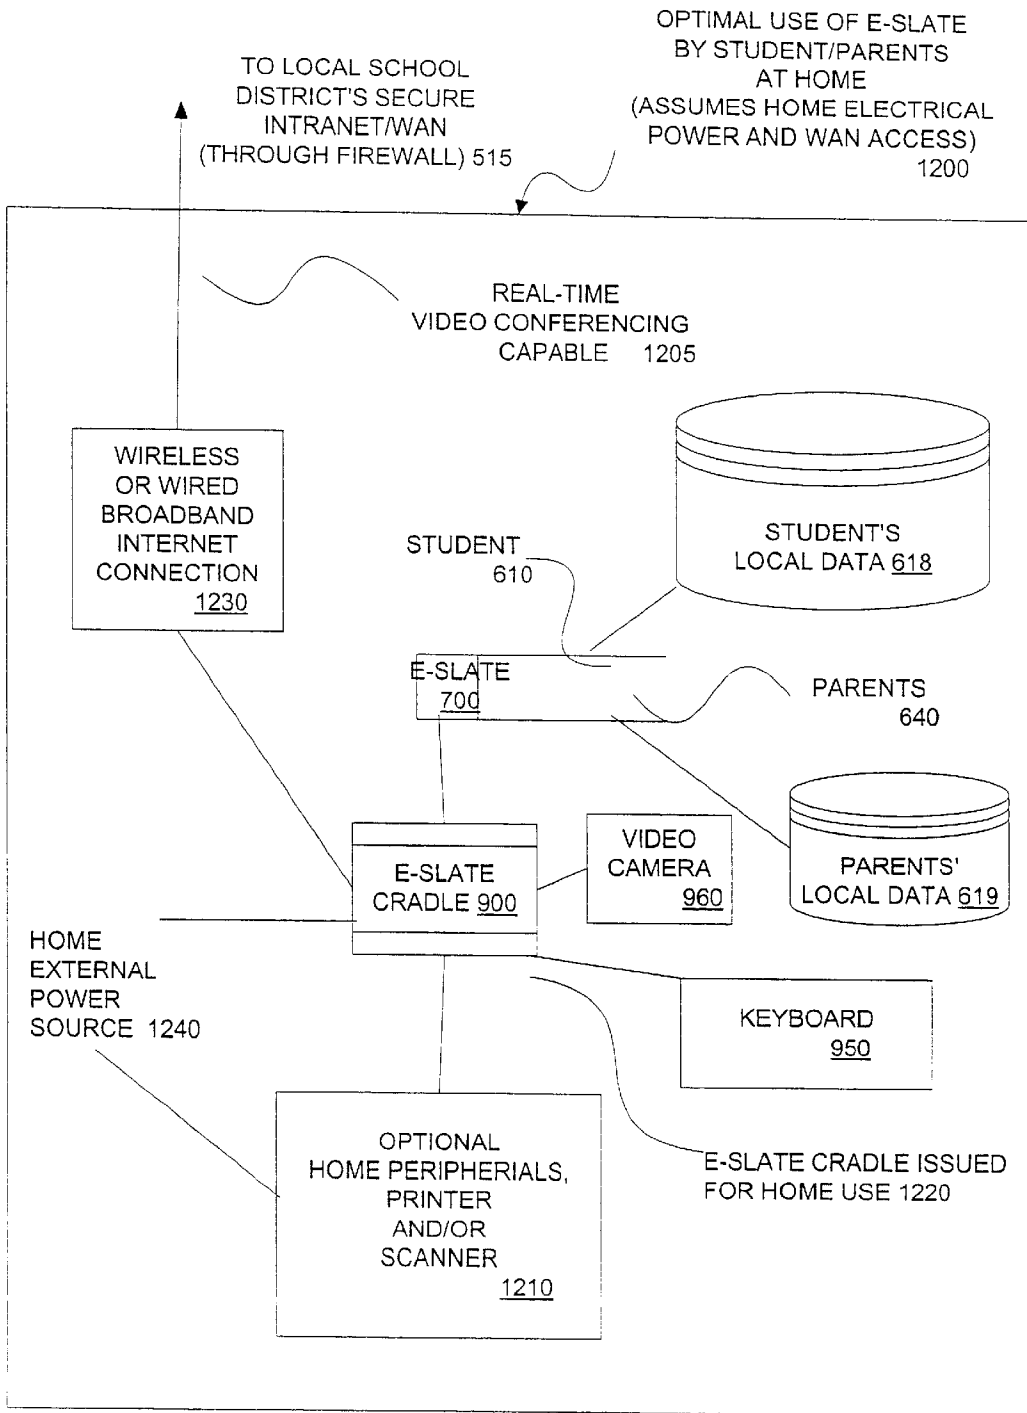 OPTIMAL USE OF E-SLATE
BY STUDENT/PARENTS
AT HOME
(ASSUMES HOME ELECTRICAL
POWER AND WAN ACCESS)
1200
TO LOCAL SCHOOL
DISTRICT'S SECURE
INTRANET/WAN
(THROUGH FIREWALL) 515
REAL-TIME
VIDEO CONFERENCING
CAPABLE 1205
WIRELESS
OR WIRED
BROADBAND
INTERNET
CONNECTION
1230
STUDENT'S
LOCAL DATA 618
STUDENT
610
E-SLATE
700
PARENTS
640
PARENTS'
LOCAL DATA 619
VIDEO
CAMERA
960
E-SLATE
CRADLE 900
HOME
EXTERNAL
POWER
SOURCE 1240
KEYBOARD
950
OPTIONAL
HOME PERIPHERIALS,
PRINTER
AND/OR
SCANNER
1210
E-SLATE CRADLE ISSUED
FOR HOME USE 1220